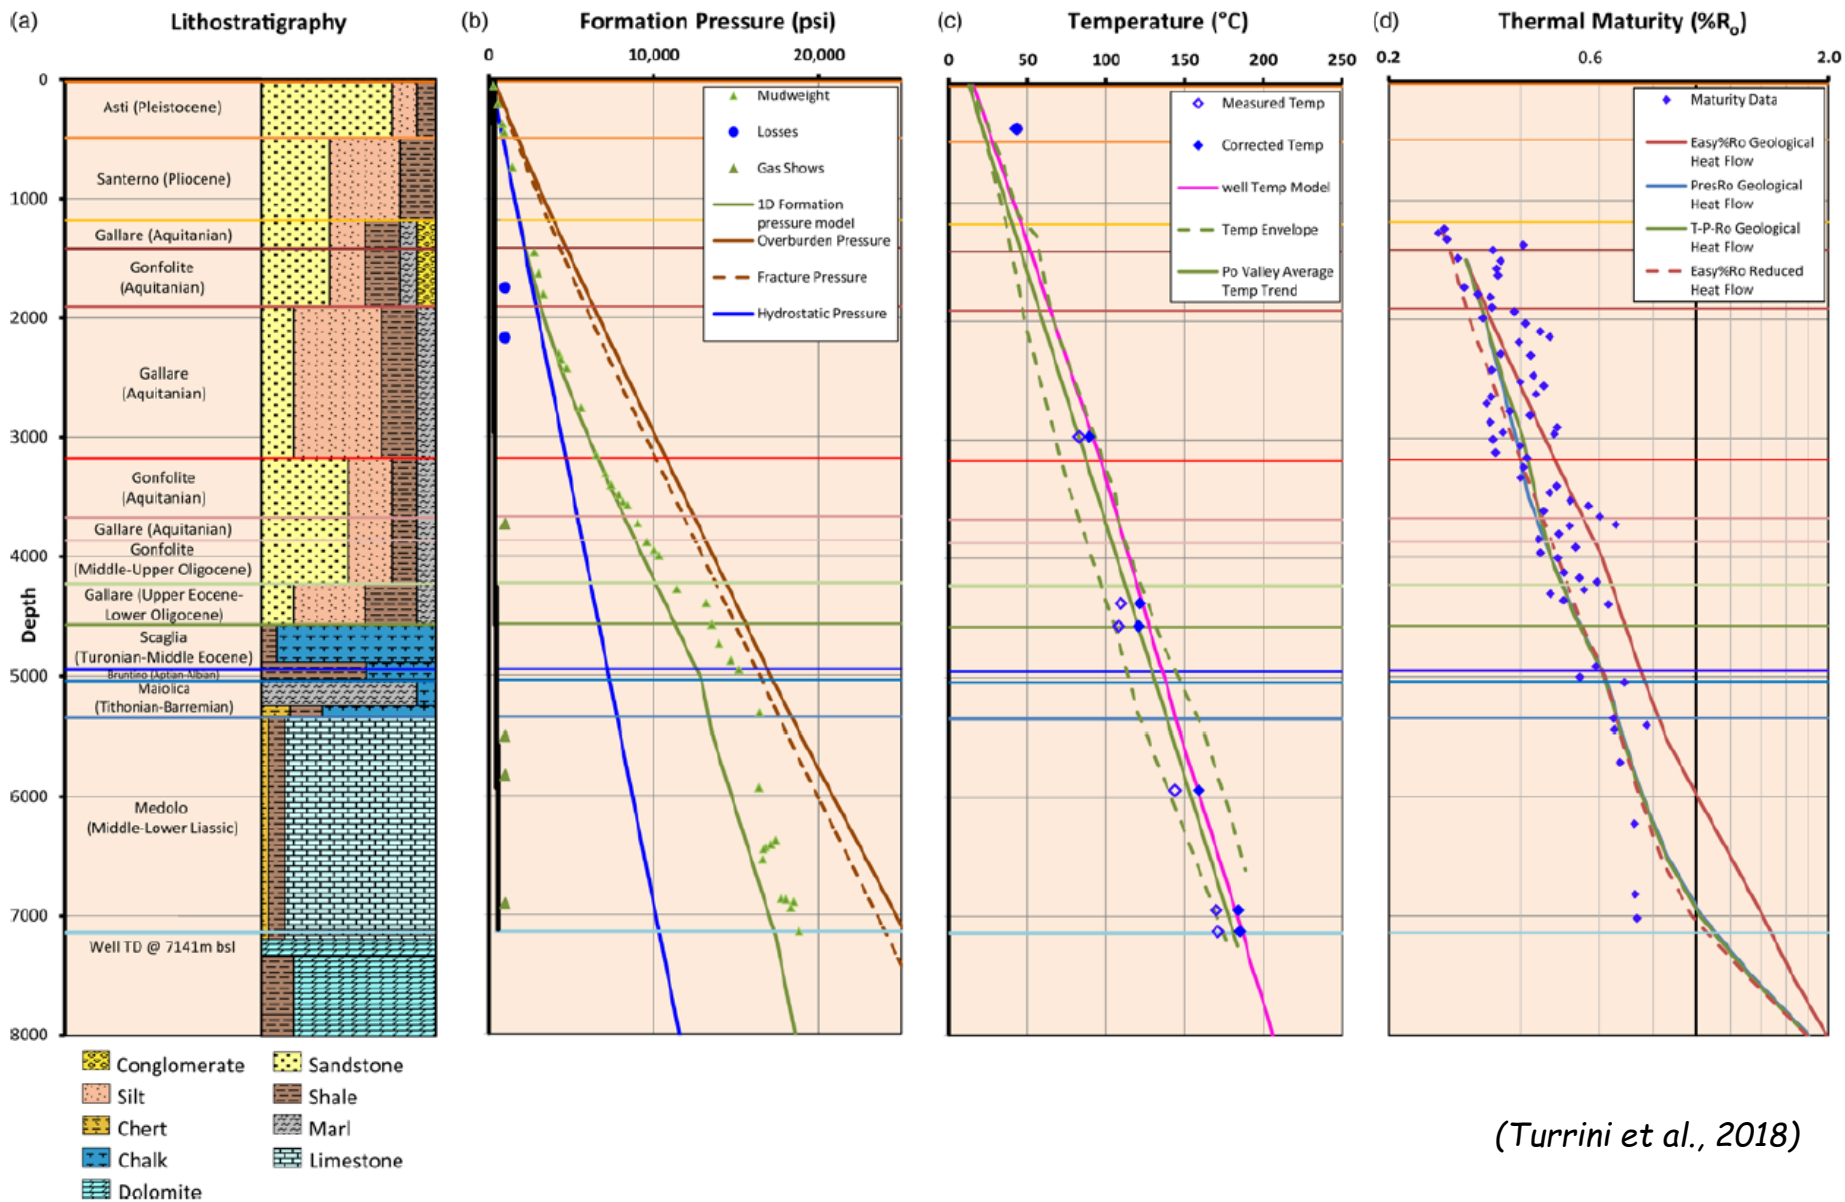 (a)
Lithostratigraphy
0
1000
2000
3000
4000
5000
6000
7000
8000
Depth
Asti (Pleistocene)
Santerno (Pliocene)
Gallare (Aquitanian)
Gonfolite
(Aquitanian)
Gallare
(Aquitanian)
Gonfolite
(Aquitanian)
Gallare (Aquitanian)
Gonfolite
(Middle-Upper Oligocene)
Gallare (Upper Eocene-
Lower Oligocene)
Scaglia
(Turonian-Middle Eocene)
Bruntino (Aptian-Albian)
Maiolica
(Tithonian-Barremian)
Medolo
(Middle-Lower Liassic)
Well TD @ 7141m bsl
Conglomerate
Sandstone
Silt
Shale
Chert
Marl
Chalk
Limestone
Dolomite
(b)
Formation Pressure (psi)
0 10,000 20,000
Mudweight
Losses
Gas Shows
1D Formation
pressure model
Overburden Pressure
Fracture Pressure
Hydrostatic Pressure
(c)
Temperature (°C)
0 50 100 150 200 250
Measured Temp
Corrected Temp
well Temp Model
Temp Envelope
Po Valley Average
Temp Trend
(d)
Thermal Maturity (%Ro)
0.2 0.6 2.0
Maturity Data
Easy%Ro Geological
Heat Flow
PresRo Geological
Heat Flow
T-P-Ro Geological
Heat Flow
Easy%Ro Reduced
Heat Flow
(Turrini et al., 2018)